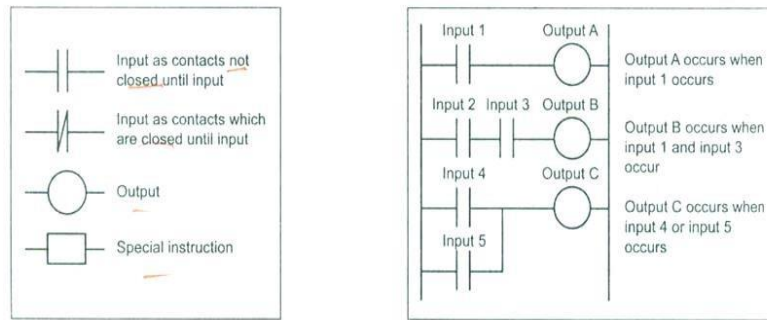 Input as contacts not
closed until input
Input as contacts which
are closed until input
Output
Special instruction
Input 1 Output A
Output A occurs when
input 1 occurs
Input 2 Input 3 Output B
Output B occurs when
input 1 and input 3
occur
Input 4 Output C
Output C occurs when
input 4 or input 5
occurs
Input 5